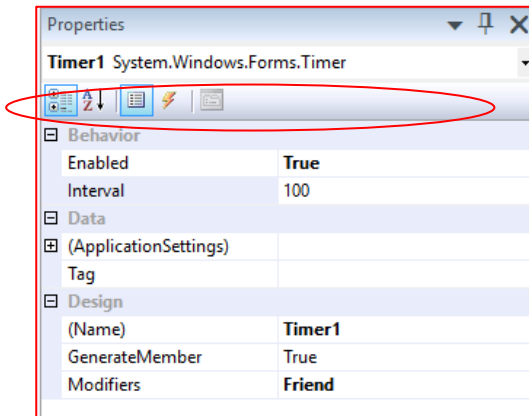 Properties
Timer1 System.Windows.Forms.Timer
A
Z
Behavior
Enabled True
Interval 100
Data
(ApplicationSettings)
Tag
Design
(Name) Timer1
GenerateMember True
Modifiers Friend